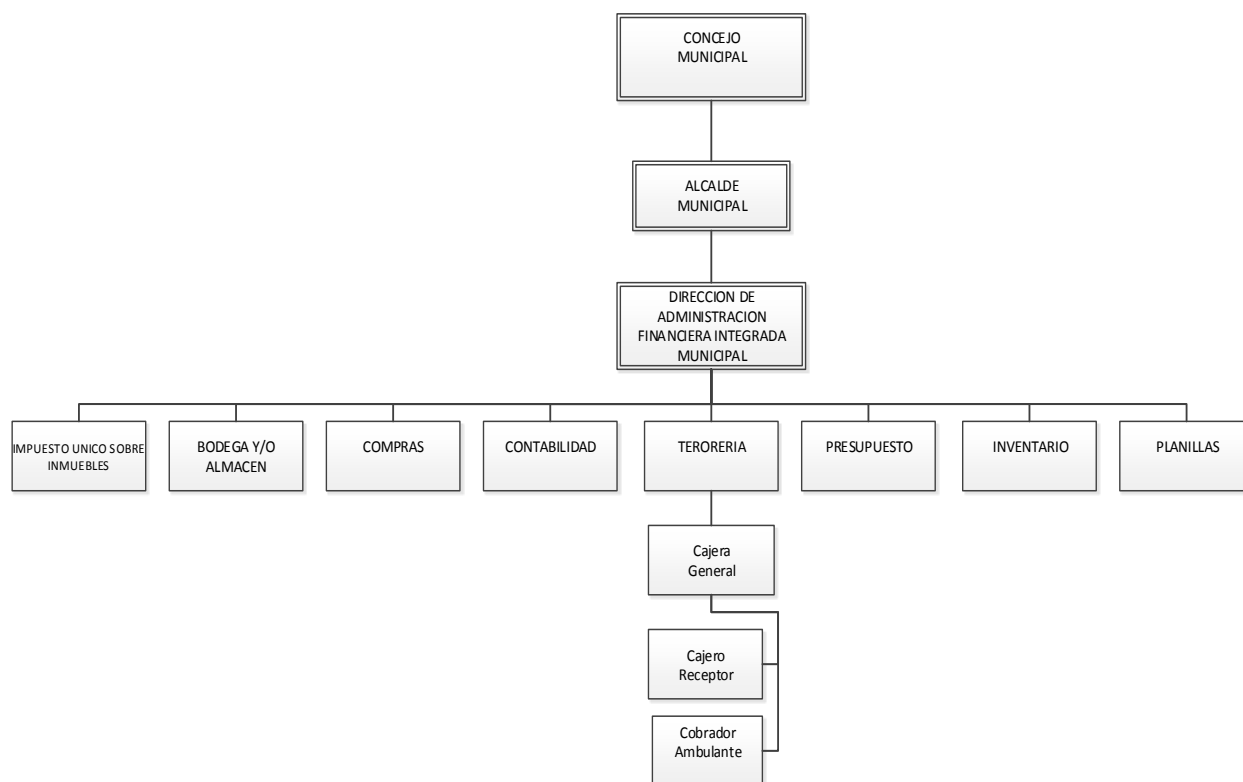 CONCEJO
MUNICIPAL
ALCALDE
MUNICIPAL
DIRECCION DE
ADMINISTRACION
FINANCIERA INTEGRADA
MUNICIPAL
IMPUESTO UNICO SOBRE
INMUEBLES
BODEGA Y/O
ALMACEN
COMPRAS
CONTABILIDAD
TERORERIA
PRESUPUESTO
INVENTARIO
PLANILLAS
Cajera
General
Cajero
Receptor
Cobrador
Ambulante